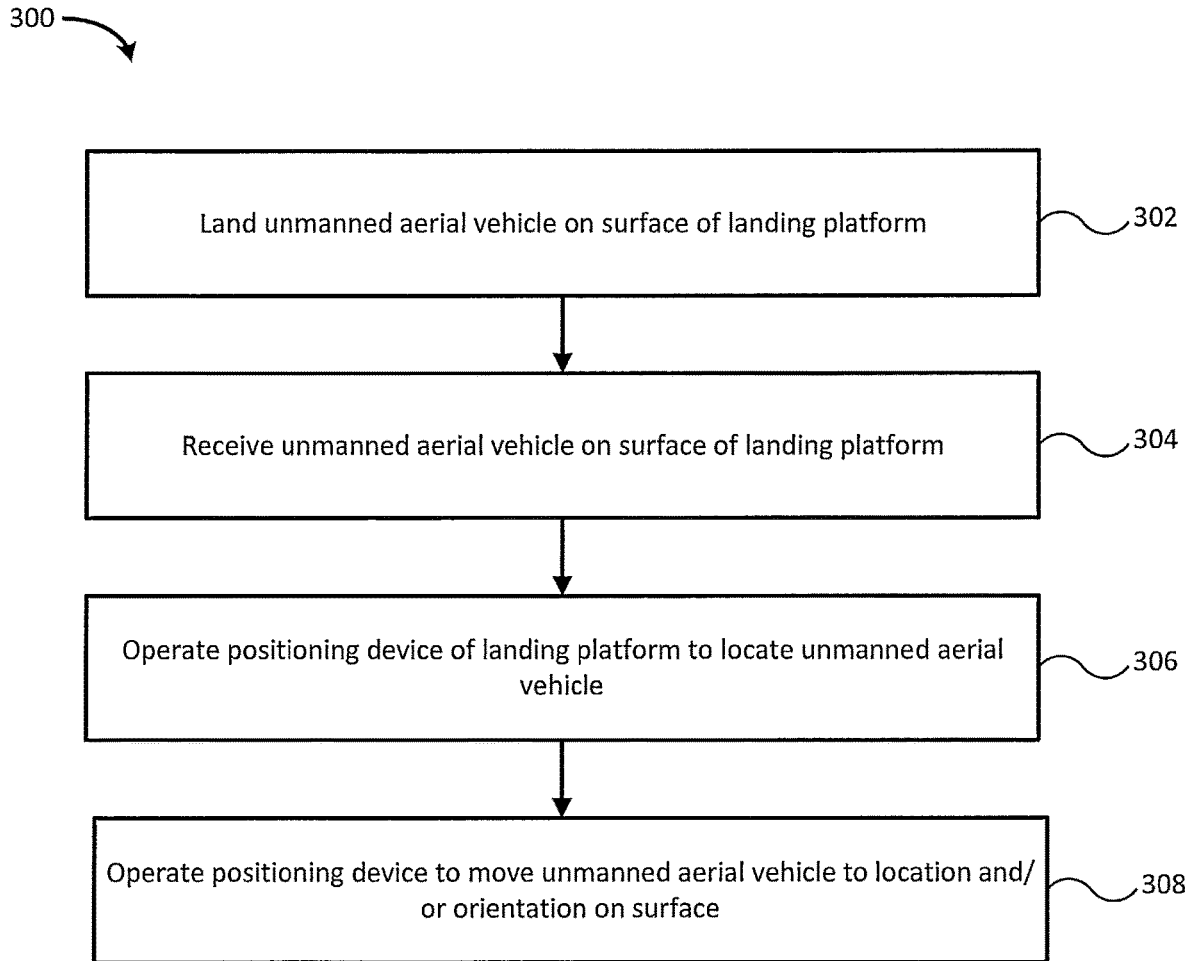 300
Land unmanned aerial vehicle on surface of landing platform
302
Receive unmanned aerial vehicle on surface of landing platform
304
Operate positioning device of landing platform to locate unmanned aerial
vehicle
306
Operate positioning device to move unmanned aerial vehicle to location and/
or orientation on surface
308